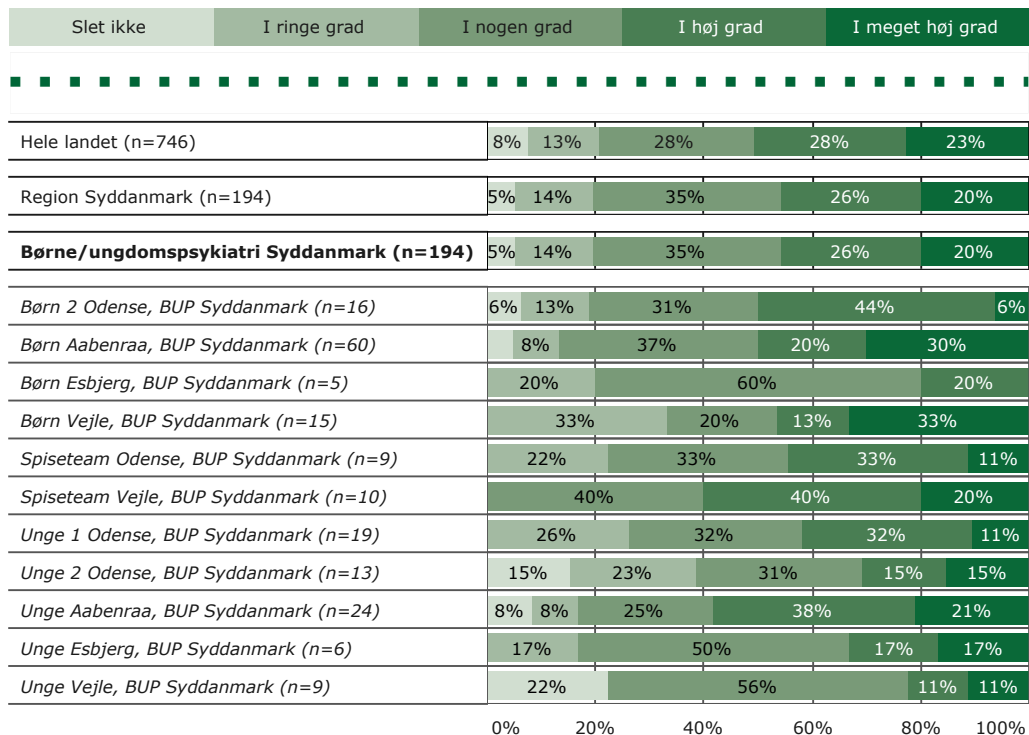 Slet ikke I ringe grad I nogen grad I høj grad I meget høj grad
Hele landet (n=746) 8% 13% 28% 28% 23%
Region Syddanmark (n=194) 5% 14% 35% 26% 20%
Børne/ungdomspsykiatri Syddanmark (n=194) 5% 14% 35% 26% 20%
Børn 2 Odense, BUP Syddanmark (n=16) 6% 13% 31% 44% 6%
Børn Aabenraa, BUP Syddanmark (n=60) 8% 37% 20% 30%
Børn Esbjerg, BUP Syddanmark (n=5) 20% 60% 20%
Børn Vejle, BUP Syddanmark (n=15) 33% 20% 13% 33%
Spiseteam Odense, BUP Syddanmark (n=9) 22% 33% 33% 11%
Spiseteam Vejle, BUP Syddanmark (n=10) 40% 40% 20%
Unge 1 Odense, BUP Syddanmark (n=19) 26% 32% 32% 11%
Unge 2 Odense, BUP Syddanmark (n=13) 15% 23% 31% 15% 15%
Unge Aabenraa, BUP Syddanmark (n=24) 8% 8% 25% 38% 21%
Unge Esbjerg, BUP Syddanmark (n=6) 17% 50% 17% 17%
Unge Vejle, BUP Syddanmark (n=9) 22% 56% 11% 11%
0% 20% 40% 60% 80% 100%